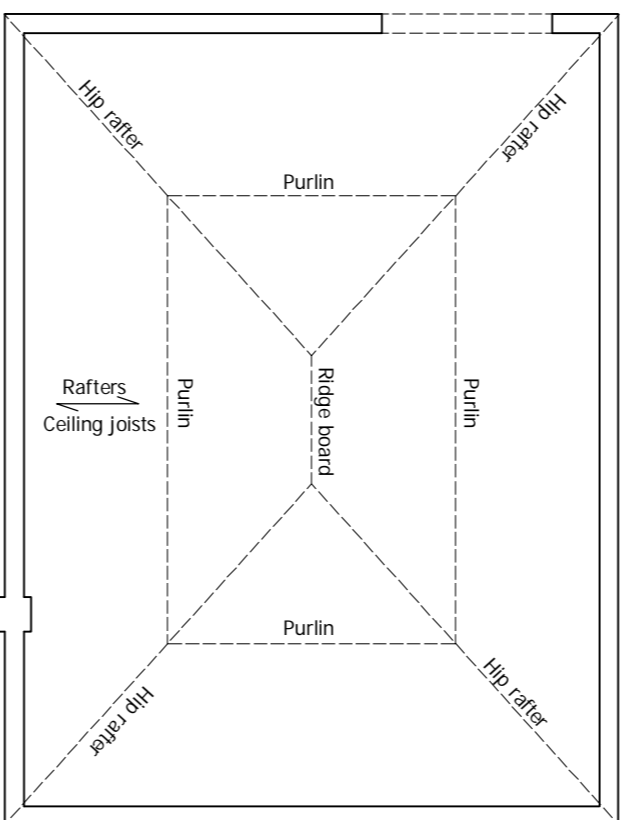 Hip rafter
Hip rafter
Purlin
Rafters
Ceiling joists
Purlin
Ridge board
Purlin
Purlin
Hip rafter
Hip rafter